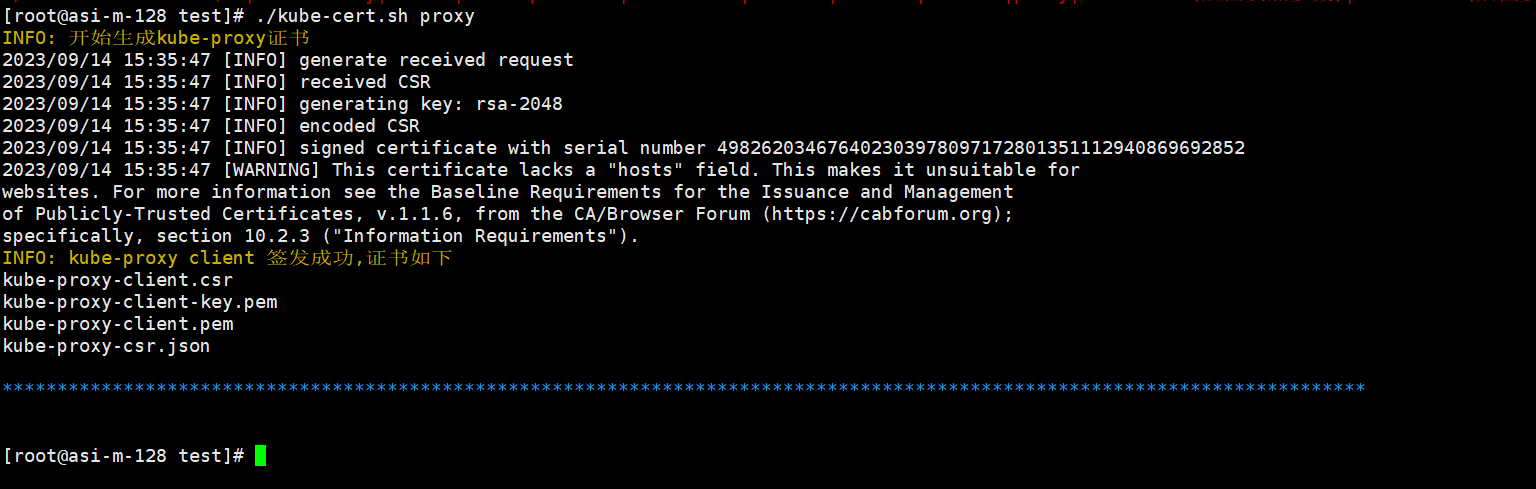 [root@asi-m-128 test]# ./kube-cert.sh proxy
INFO: 开始生成kube-proxy证书
2023/09/14 15:35:47 [INFO] generate received request
2023/09/14 15:35:47 [INFO] received CSR
2023/09/14 15:35:47 [INFO] generating key: rsa-2048
2023/09/14 15:35:47 [INFO] encoded CSR
2023/09/14 15:35:47 [INFO] signed certificate with serial number 498262034676402303978097172801351112940869692852
2023/09/14 15:35:47 [WARNING] This certificate lacks a "hosts" field. This makes it unsuitable for
websites. For more information see the Baseline Requirements for the Issuance and Management
of Publicly-Trusted Certificates, v.1.1.6, from the CA/Browser Forum (https://cabforum.org);
specifically, section 10.2.3 ("Information Requirements").
INFO: kube-proxy client 签发成功,证书如下
kube-proxy-client.csr
kube-proxy-client-key.pem
kube-proxy-client.pem
kube-proxy-csr.json
****************************************************************************************************************************
[root@asi-m-128 test]#